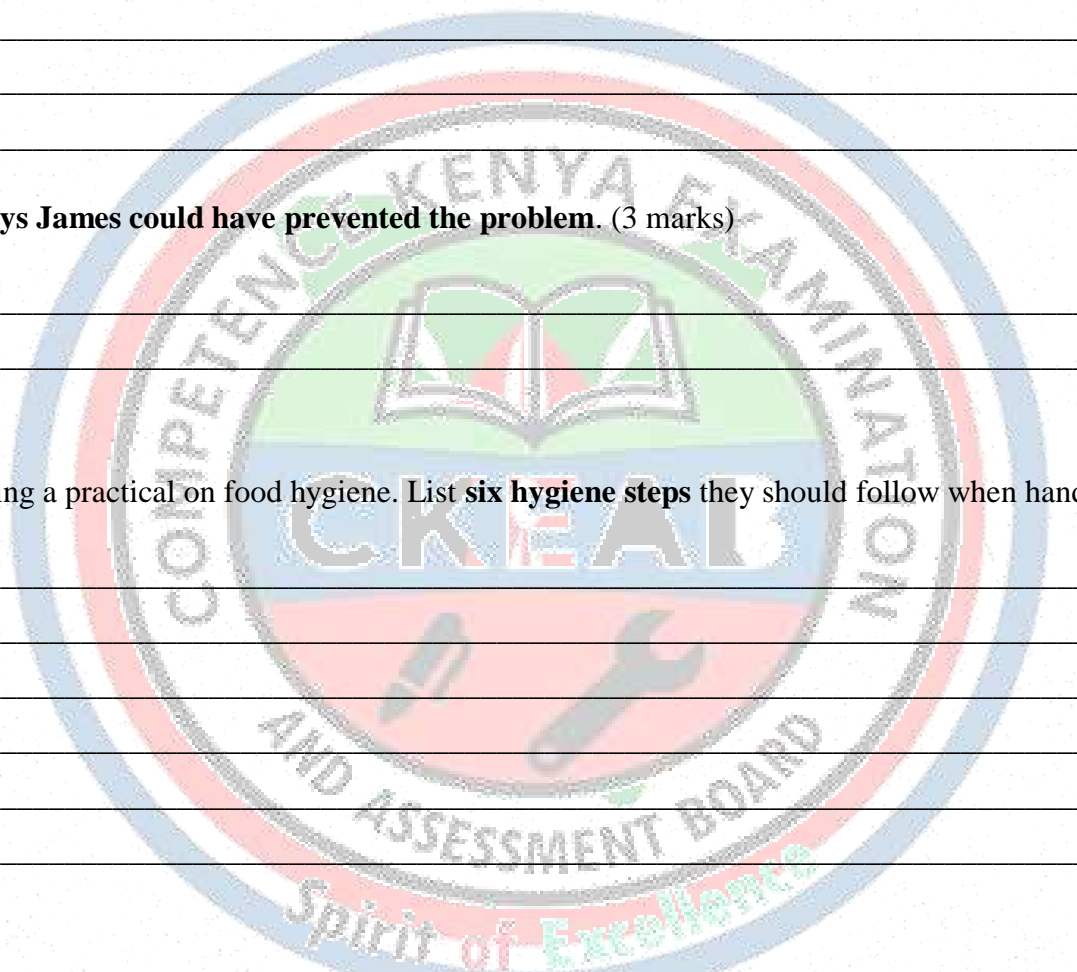 ys James could have prevented the problem. (3 marks)
ing a practical on food hygiene. List six hygiene steps they should follow when hand
COMPETENCE KENYA EXAMINATION
CKEAB
AND ASSESSMENT BOARD
Spirit of Excellence